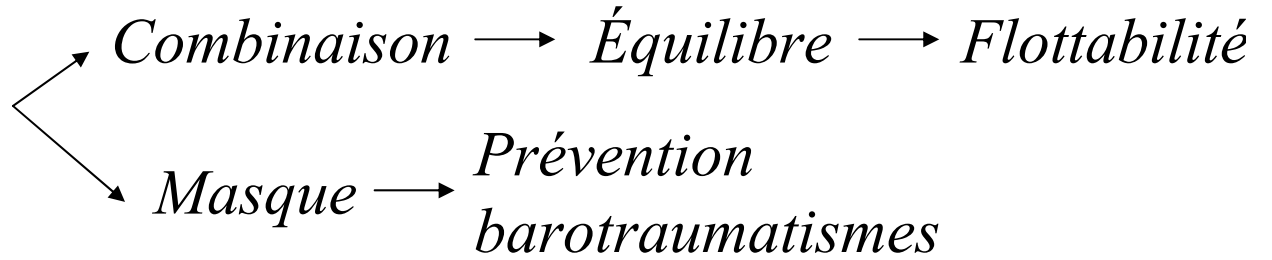 Combinaison → Équilibre → Flottabilité
Masque → Prévention
barotraumatismes